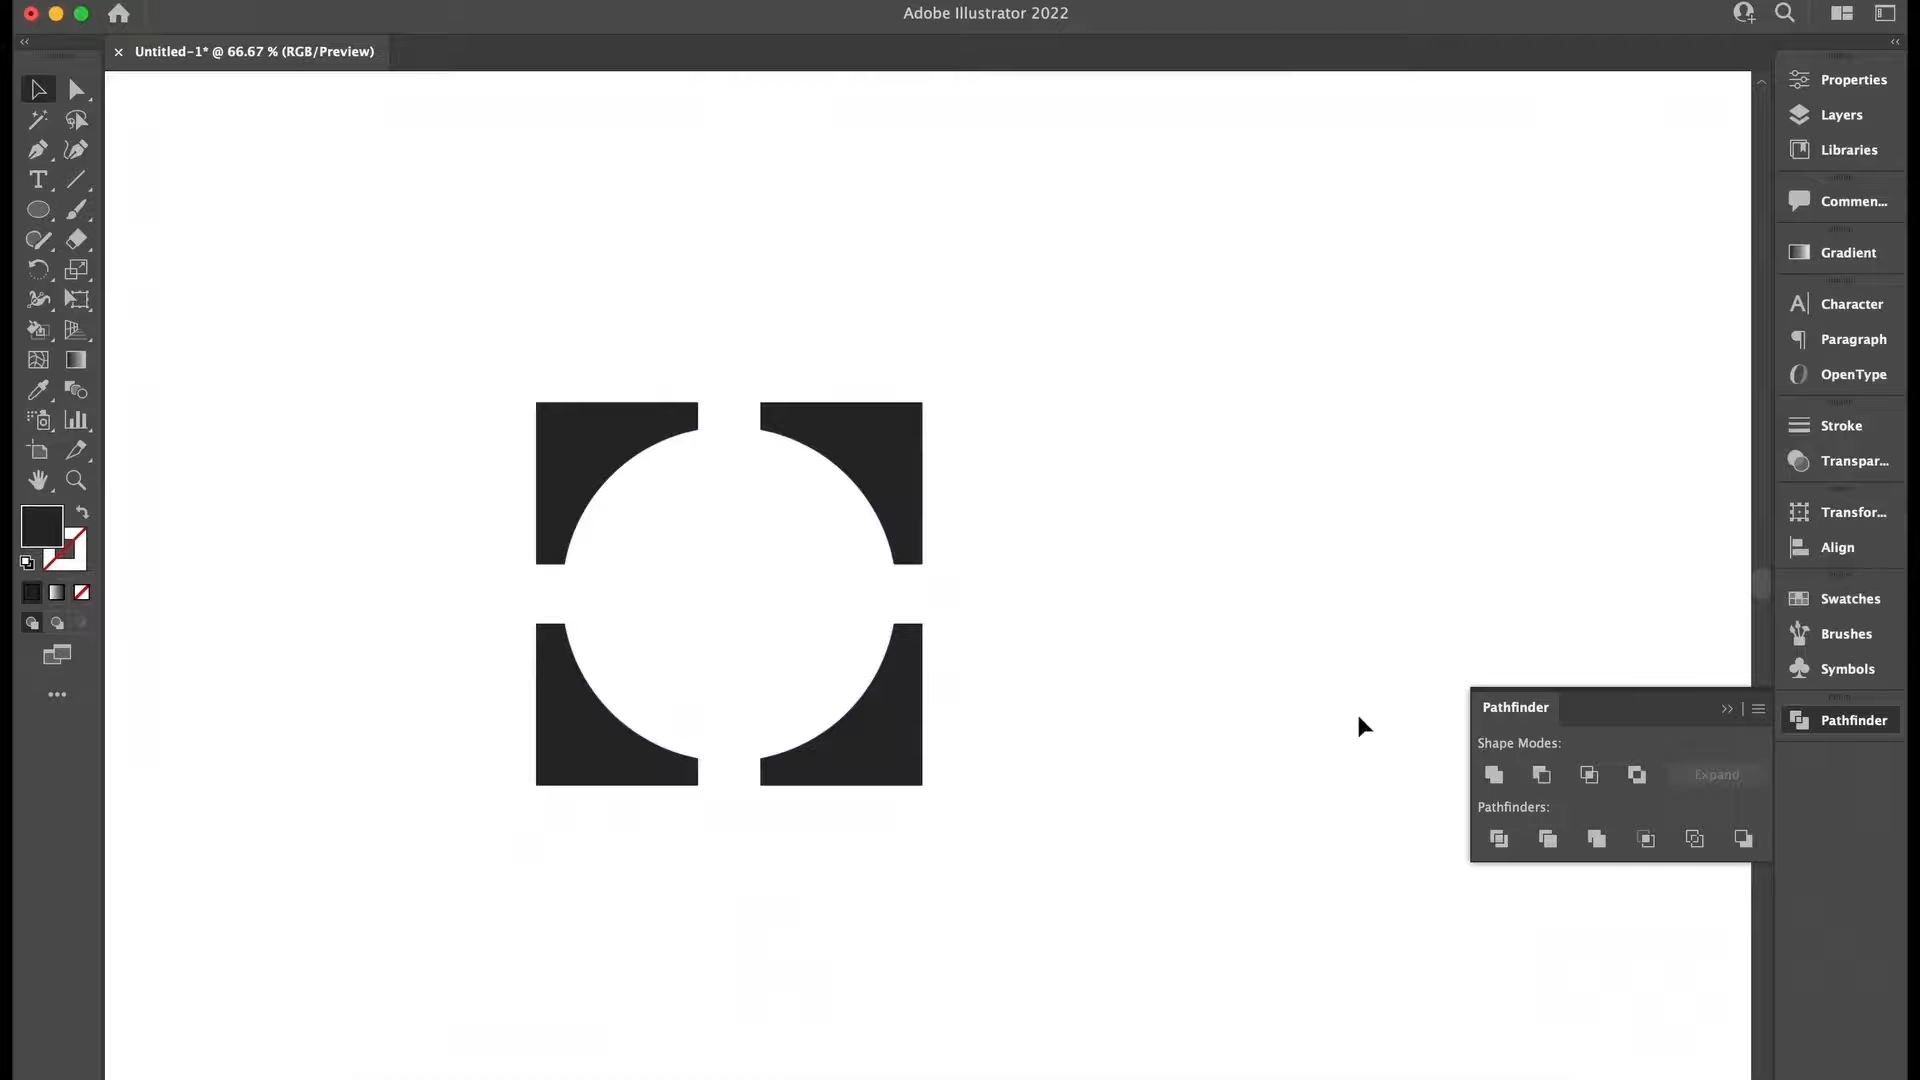 Adobe Illustrator 2022
Untitled-1* @ 66.67 % (RGB/Preview)
Properties
Layers
Libraries
Commen...
Gradient
Character
Paragraph
OpenType
Stroke
Transpar...
Transfor...
Align
Swatches
Brushes
Symbols
Pathfinder
Pathfinder
Shape Modes:
Expand
Pathfinders: